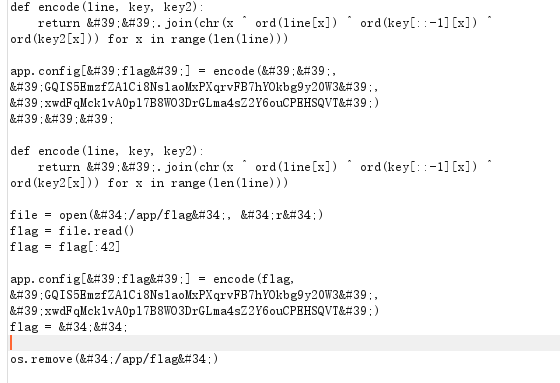 def encode(line, key, key2):
    return &#39;&#39;.join(chr(x ^ ord(line[x]) ^ ord(key[::-1][x]) ^
ord(key2[x])) for x in range(len(line)))
app.config[&#39;flag&#39;] = encode(&#39;&#39;,
&#39;GQIS5EmzfZA1Ci8NslaoMxPXqrvFB7hYOkbg9y20W3&#39;,
&#39;xwdFqMck1vA0pl7B8WO3DrGLma4sZ2Y6ouCPEHSQVT&#39;)
&#39;&#39;&#39;
def encode(line, key, key2):
    return &#39;&#39;.join(chr(x ^ ord(line[x]) ^ ord(key[::-1][x]) ^
ord(key2[x])) for x in range(len(line)))
file = open(&#34;/app/flag&#34;, &#34;r&#34;)
flag = file.read()
flag = flag[:42]
app.config[&#39;flag&#39;] = encode(flag,
&#39;GQIS5EmzfZA1Ci8NslaoMxPXqrvFB7hYOkbg9y20W3&#39;,
&#39;xwdFqMck1vA0pl7B8WO3DrGLma4sZ2Y6ouCPEHSQVT&#39;)
flag = &#34;&#34;
os.remove(&#34;/app/flag&#34;)